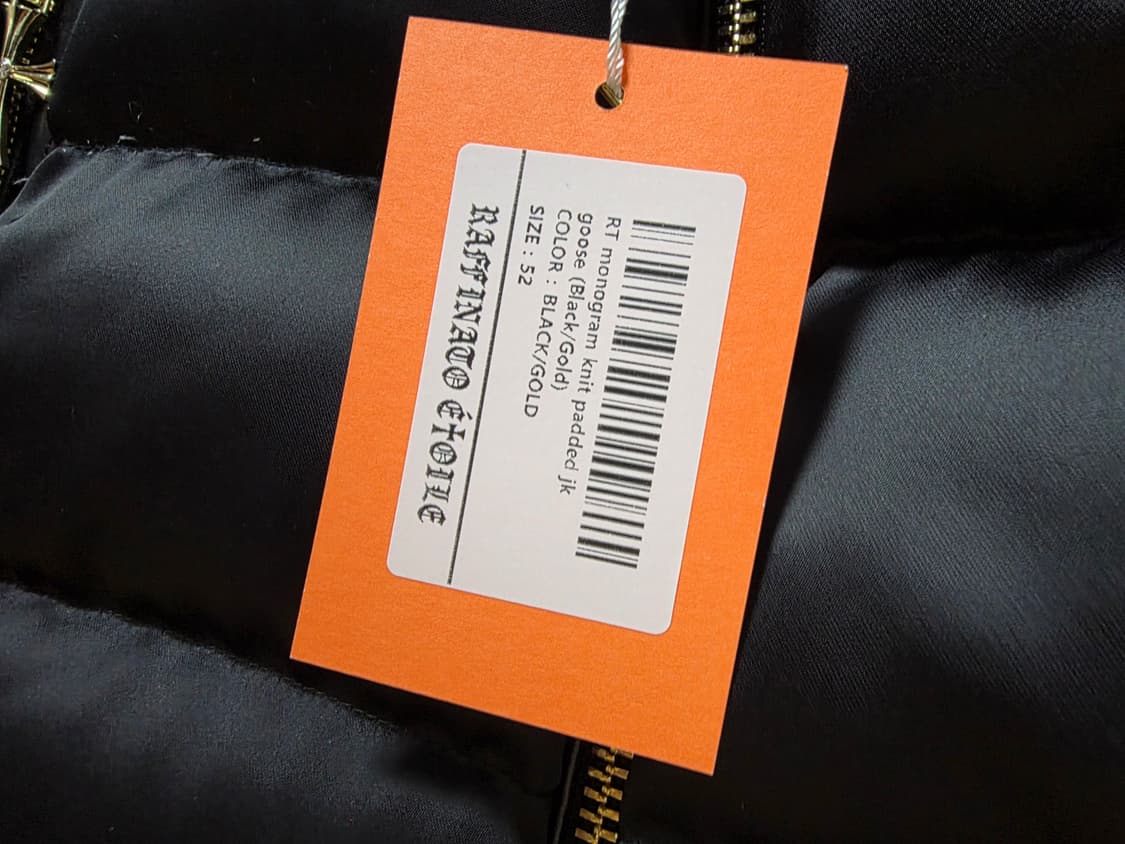 RT monogram knit padded jk
goose (Black/Gold)
COLOR : BLACK/GOLD
SIZE : 52
RAFFINATO ÉTOILE